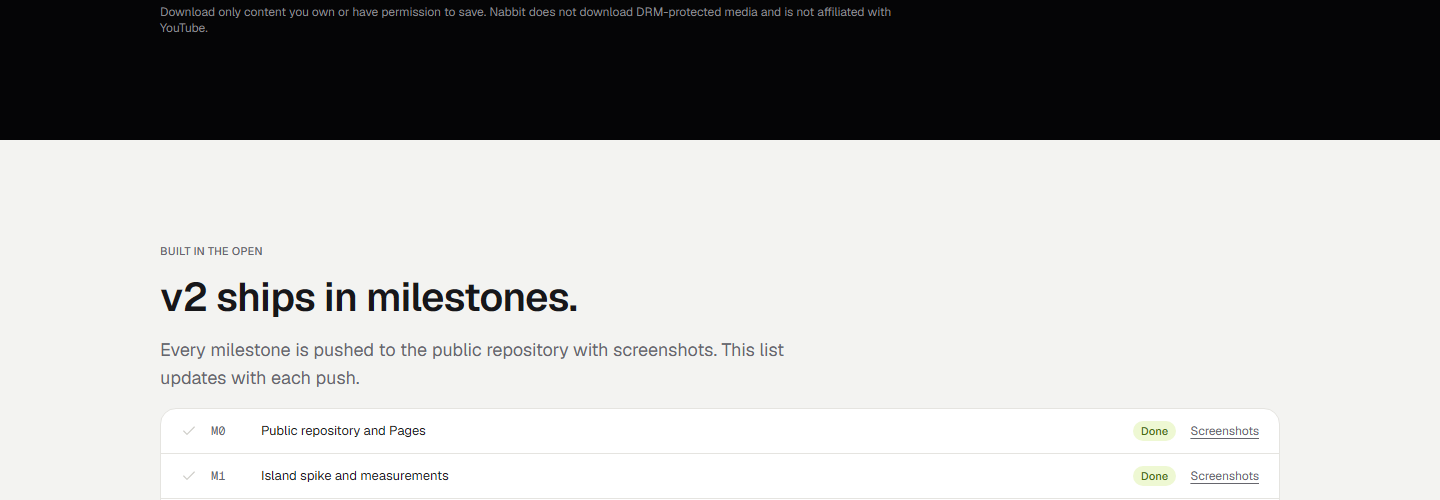 Download only content you own or have permission to save. Nabbit does not download DRM-protected media and is not affiliated with
YouTube.
BUILT IN THE OPEN
v2 ships in milestones.
Every milestone is pushed to the public repository with screenshots. This list
updates with each push.
M0 Public repository and Pages Done Screenshots
M1 Island spike and measurements Done Screenshots